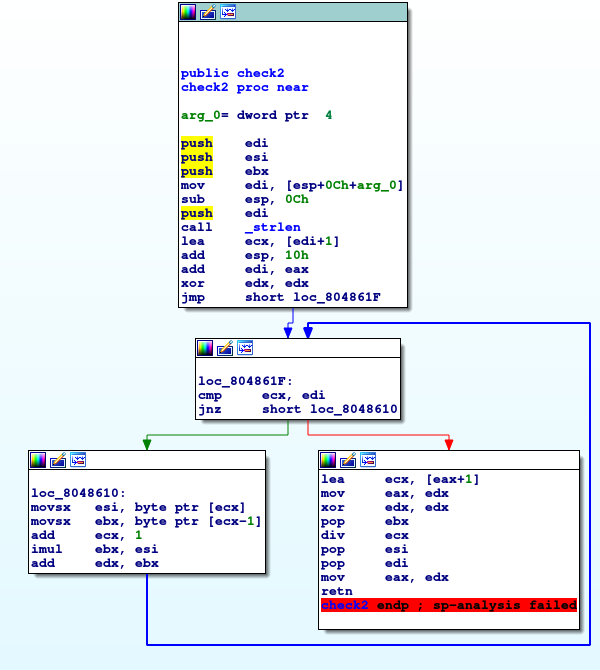 public check2
check2 proc near
arg_0= dword ptr  4
push    edi
push    esi
push    ebx
mov     edi, [esp+0Ch+arg_0]
sub     esp, 0Ch
push    edi
call    _strlen
lea     ecx, [edi+1]
add     esp, 10h
add     edi, eax
xor     edx, edx
jmp     short loc_804861F
loc_804861F:
cmp     ecx, edi
jnz     short loc_8048610
loc_8048610:
movsx   esi, byte ptr [ecx]
movsx   ebx, byte ptr [ecx-1]
add     ecx, 1
imul    ebx, esi
add     edx, ebx
lea     ecx, [eax+1]
mov     eax, edx
xor     edx, edx
pop     ebx
div     ecx
pop     esi
pop     edi
mov     eax, edx
retn
check2 endp ; sp-analysis failed